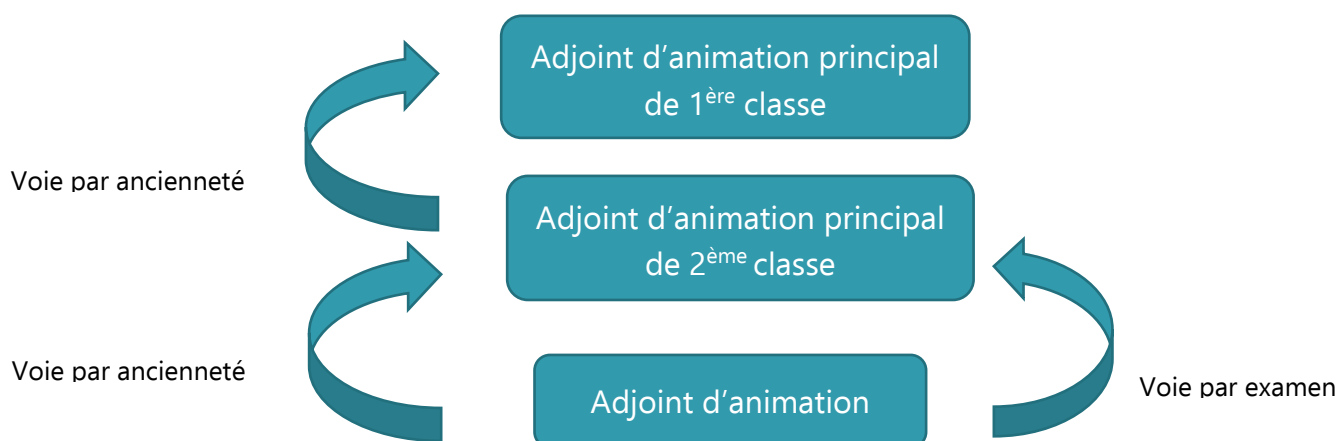 Adjoint d’animation principal
de 1ère classe
Voie par ancienneté
Adjoint d’animation principal
de 2ème classe
Voie par ancienneté
Adjoint d’animation
Voie par examen